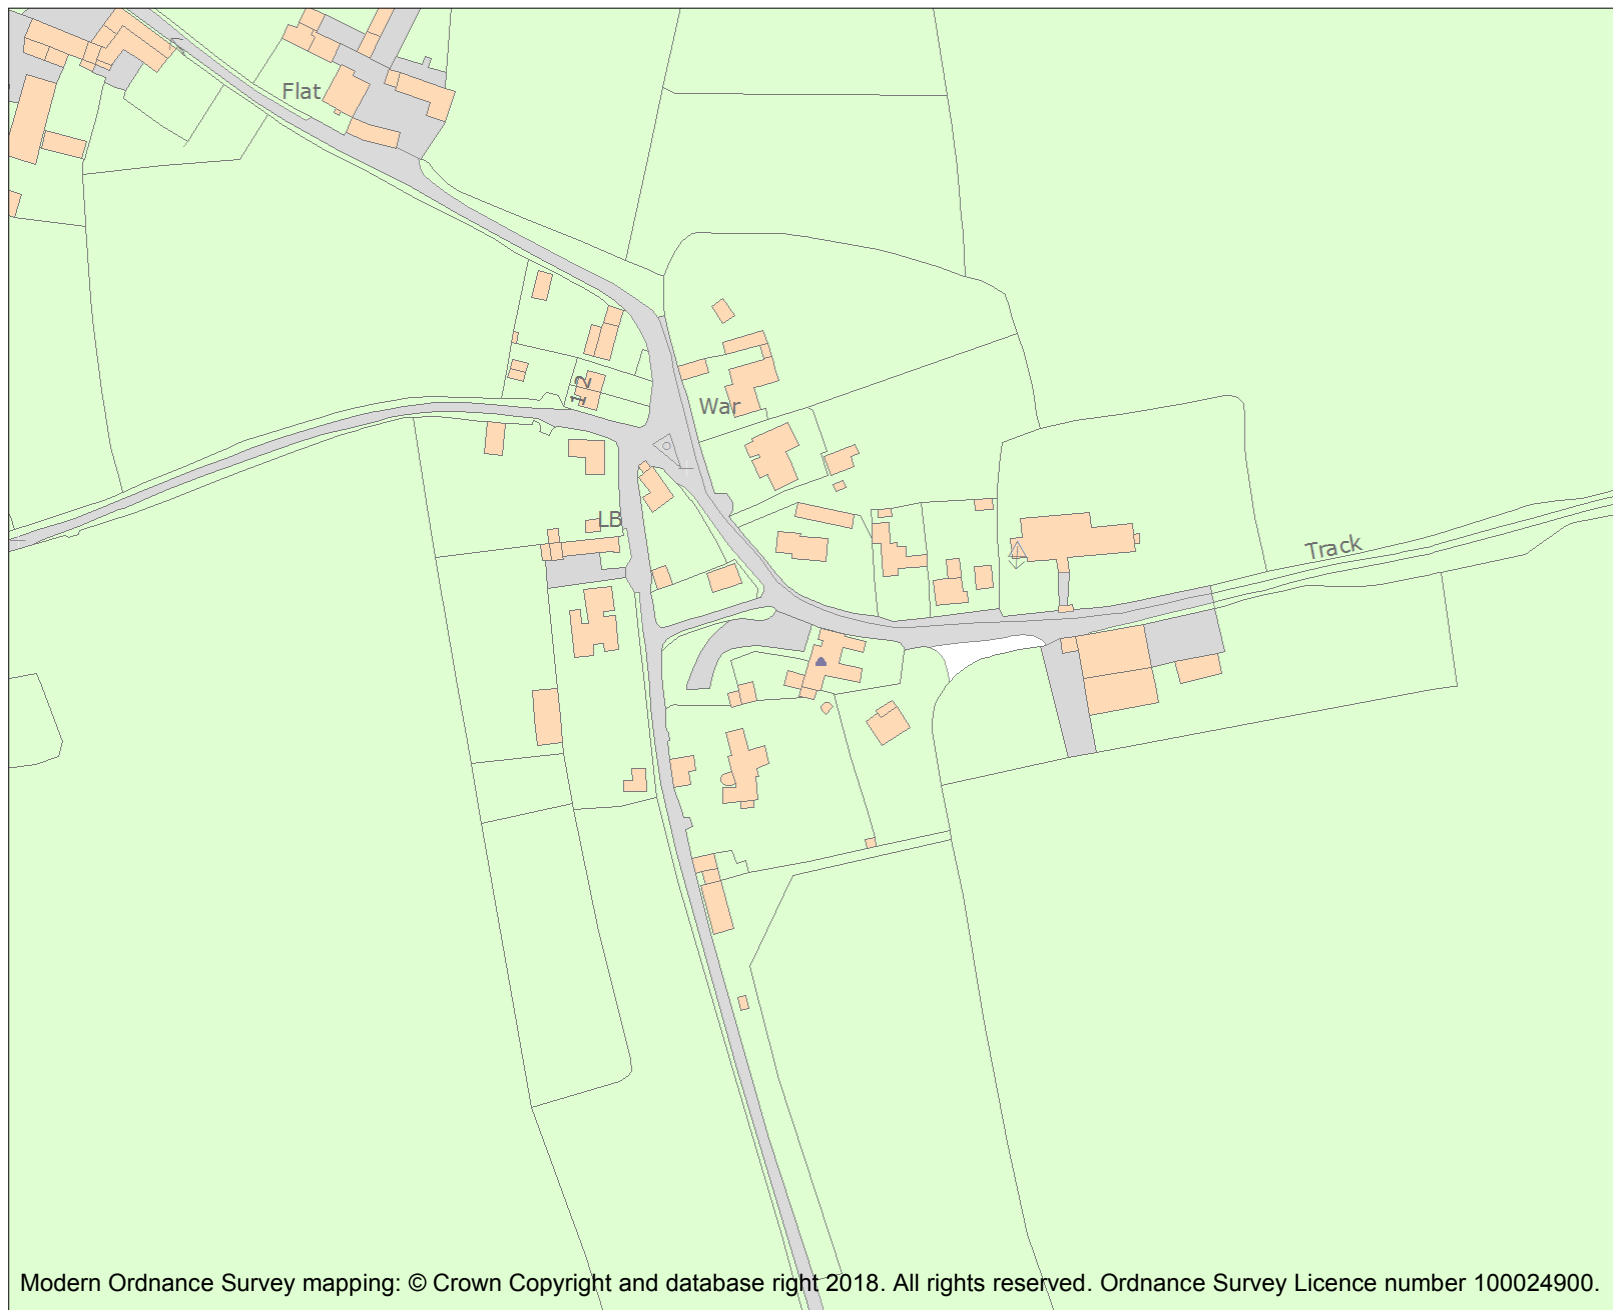 Flat
12
War
LB
Track
Modern Ordnance Survey mapping: © Crown Copyright and database right 2018. All rights reserved. Ordnance Survey Licence number 100024900.